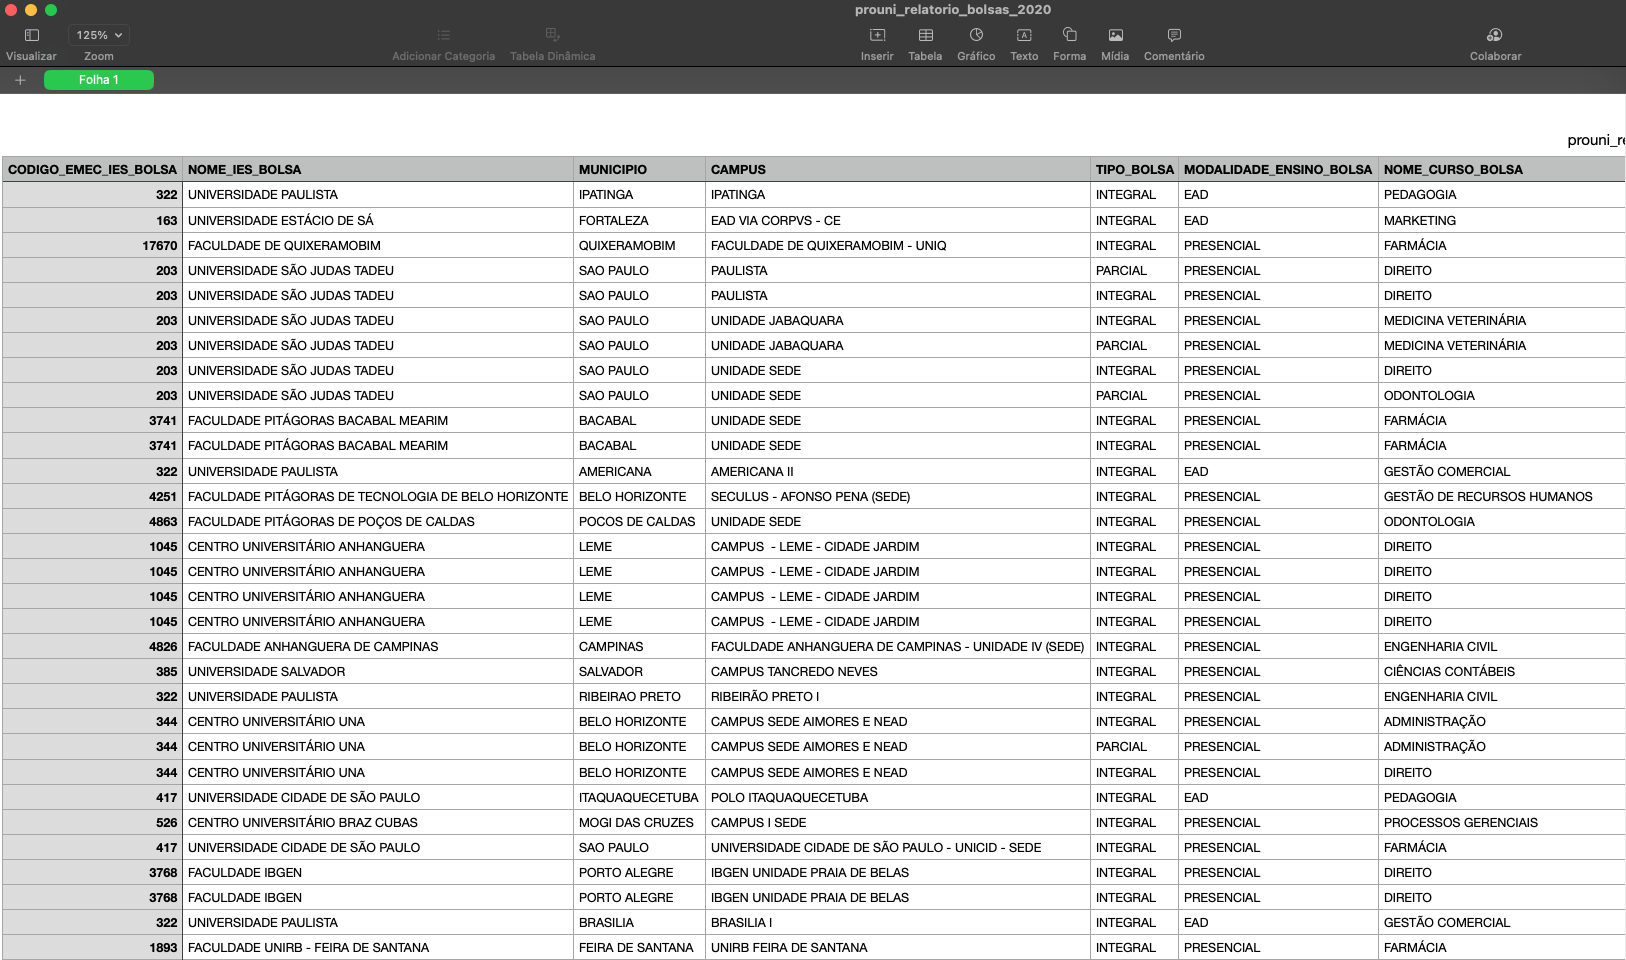 prouni_relatorio_bolsas_2020
125%
Visualizar Zoom Adicionar Categoria Tabela Dinâmica Inserir Tabela Gráfico Texto Forma Mídia Comentário Colaborar
+ Folha 1
prouni_re
CODIGO_EMEC_IES_BOLSA NOME_IES_BOLSA MUNICIPIO CAMPUS TIPO_BOLSA MODALIDADE_ENSINO_BOLSA NOME_CURSO_BOLSA
322 UNIVERSIDADE PAULISTA IPATINGA IPATINGA INTEGRAL EAD PEDAGOGIA
163 UNIVERSIDADE ESTÁCIO DE SÁ FORTALEZA EAD VIA CORPVS - CE INTEGRAL EAD MARKETING
17670 FACULDADE DE QUIXERAMOBIM QUIXERAMOBIM FACULDADE DE QUIXERAMOBIM - UNIQ INTEGRAL PRESENCIAL FARMÁCIA
203 UNIVERSIDADE SÃO JUDAS TADEU SAO PAULO PAULISTA PARCIAL PRESENCIAL DIREITO
203 UNIVERSIDADE SÃO JUDAS TADEU SAO PAULO PAULISTA INTEGRAL PRESENCIAL DIREITO
203 UNIVERSIDADE SÃO JUDAS TADEU SAO PAULO UNIDADE JABAQUARA INTEGRAL PRESENCIAL MEDICINA VETERINÁRIA
203 UNIVERSIDADE SÃO JUDAS TADEU SAO PAULO UNIDADE JABAQUARA PARCIAL PRESENCIAL MEDICINA VETERINÁRIA
203 UNIVERSIDADE SÃO JUDAS TADEU SAO PAULO UNIDADE SEDE INTEGRAL PRESENCIAL DIREITO
203 UNIVERSIDADE SÃO JUDAS TADEU SAO PAULO UNIDADE SEDE PARCIAL PRESENCIAL ODONTOLOGIA
3741 FACULDADE PITÁGORAS BACABAL MEARIM BACABAL UNIDADE SEDE INTEGRAL PRESENCIAL FARMÁCIA
3741 FACULDADE PITÁGORAS BACABAL MEARIM BACABAL UNIDADE SEDE INTEGRAL PRESENCIAL FARMÁCIA
322 UNIVERSIDADE PAULISTA AMERICANA AMERICANA II INTEGRAL EAD GESTÃO COMERCIAL
4251 FACULDADE PITÁGORAS DE TECNOLOGIA DE BELO HORIZONTE BELO HORIZONTE SECULUS - AFONSO PENA (SEDE) INTEGRAL PRESENCIAL GESTÃO DE RECURSOS HUMANOS
4863 FACULDADE PITÁGORAS DE POÇOS DE CALDAS POCOS DE CALDAS UNIDADE SEDE INTEGRAL PRESENCIAL ODONTOLOGIA
1045 CENTRO UNIVERSITÁRIO ANHANGUERA LEME CAMPUS - LEME - CIDADE JARDIM INTEGRAL PRESENCIAL DIREITO
1045 CENTRO UNIVERSITÁRIO ANHANGUERA LEME CAMPUS - LEME - CIDADE JARDIM INTEGRAL PRESENCIAL DIREITO
1045 CENTRO UNIVERSITÁRIO ANHANGUERA LEME CAMPUS - LEME - CIDADE JARDIM INTEGRAL PRESENCIAL DIREITO
1045 CENTRO UNIVERSITÁRIO ANHANGUERA LEME CAMPUS - LEME - CIDADE JARDIM INTEGRAL PRESENCIAL DIREITO
4826 FACULDADE ANHANGUERA DE CAMPINAS CAMPINAS FACULDADE ANHANGUERA DE CAMPINAS - UNIDADE IV (SEDE) INTEGRAL PRESENCIAL ENGENHARIA CIVIL
385 UNIVERSIDADE SALVADOR SALVADOR CAMPUS TANCREDO NEVES INTEGRAL PRESENCIAL CIÊNCIAS CONTÁBEIS
322 UNIVERSIDADE PAULISTA RIBEIRAO PRETO RIBEIRÃO PRETO I INTEGRAL PRESENCIAL ENGENHARIA CIVIL
344 CENTRO UNIVERSITÁRIO UNA BELO HORIZONTE CAMPUS SEDE AIMORES E NEAD INTEGRAL PRESENCIAL ADMINISTRAÇÃO
344 CENTRO UNIVERSITÁRIO UNA BELO HORIZONTE CAMPUS SEDE AIMORES E NEAD PARCIAL PRESENCIAL ADMINISTRAÇÃO
344 CENTRO UNIVERSITÁRIO UNA BELO HORIZONTE CAMPUS SEDE AIMORES E NEAD INTEGRAL PRESENCIAL DIREITO
417 UNIVERSIDADE CIDADE DE SÃO PAULO ITAQUAQUECETUBA POLO ITAQUAQUECETUBA INTEGRAL EAD PEDAGOGIA
526 CENTRO UNIVERSITÁRIO BRAZ CUBAS MOGI DAS CRUZES CAMPUS I SEDE INTEGRAL PRESENCIAL PROCESSOS GERENCIAIS
417 UNIVERSIDADE CIDADE DE SÃO PAULO SAO PAULO UNIVERSIDADE CIDADE DE SÃO PAULO - UNICID - SEDE INTEGRAL PRESENCIAL FARMÁCIA
3768 FACULDADE IBGEN PORTO ALEGRE IBGEN UNIDADE PRAIA DE BELAS INTEGRAL PRESENCIAL DIREITO
3768 FACULDADE IBGEN PORTO ALEGRE IBGEN UNIDADE PRAIA DE BELAS INTEGRAL PRESENCIAL DIREITO
322 UNIVERSIDADE PAULISTA BRASILIA BRASILIA I INTEGRAL EAD GESTÃO COMERCIAL
1893 FACULDADE UNIRB - FEIRA DE SANTANA FEIRA DE SANTANA UNIRB FEIRA DE SANTANA INTEGRAL PRESENCIAL FARMÁCIA